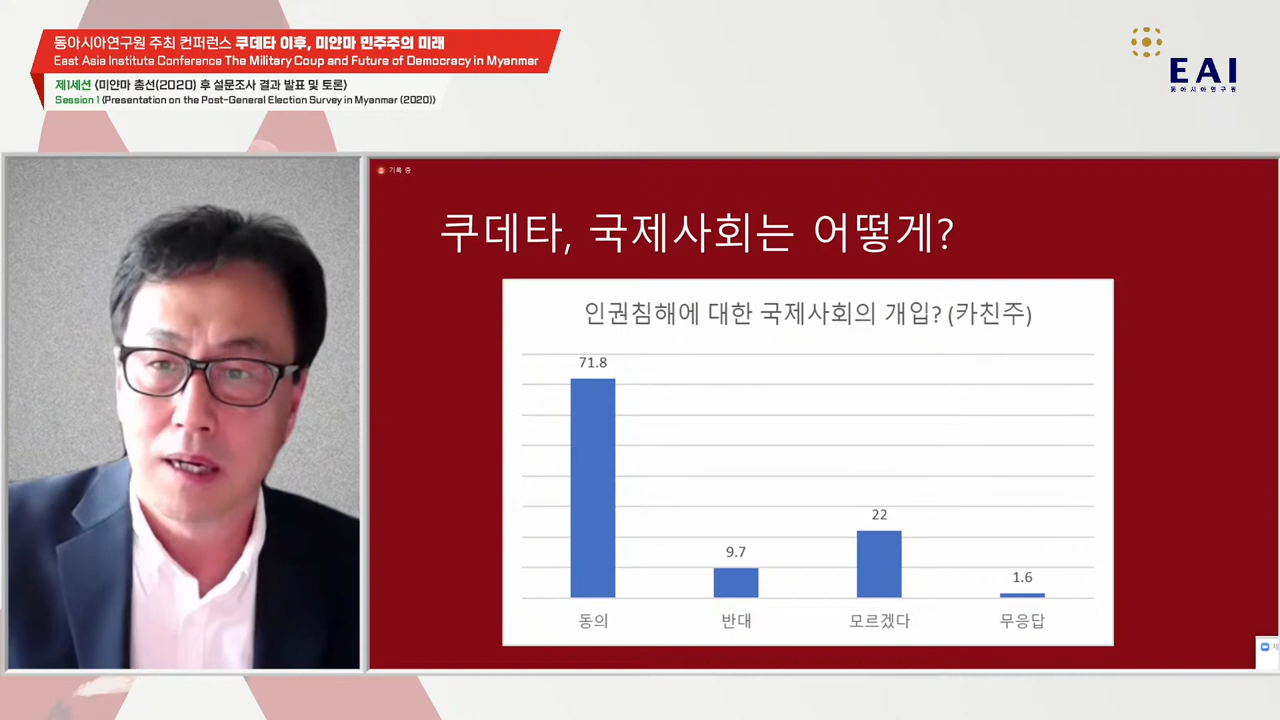 동아시아연구원 주최 컨퍼런스 쿠데타 이후, 미얀마 민주주의 미래
East Asia Institute Conference The Military Coup and Future of Democracy in Myanmar
제1세션 〈미얀마 총선(2020) 후 설문조사 결과 발표 및 토론〉
Session 1 (Presentation on the Post-General Election Survey in Myanmar (2020))
EAI
동아시아연구원
기록 중
쿠데타, 국제사회는 어떻게?
인권침해에 대한 국제사회의 개입? (카친주)
71.8
9.7
22
1.6
동의 반대 모르겠다 무응답